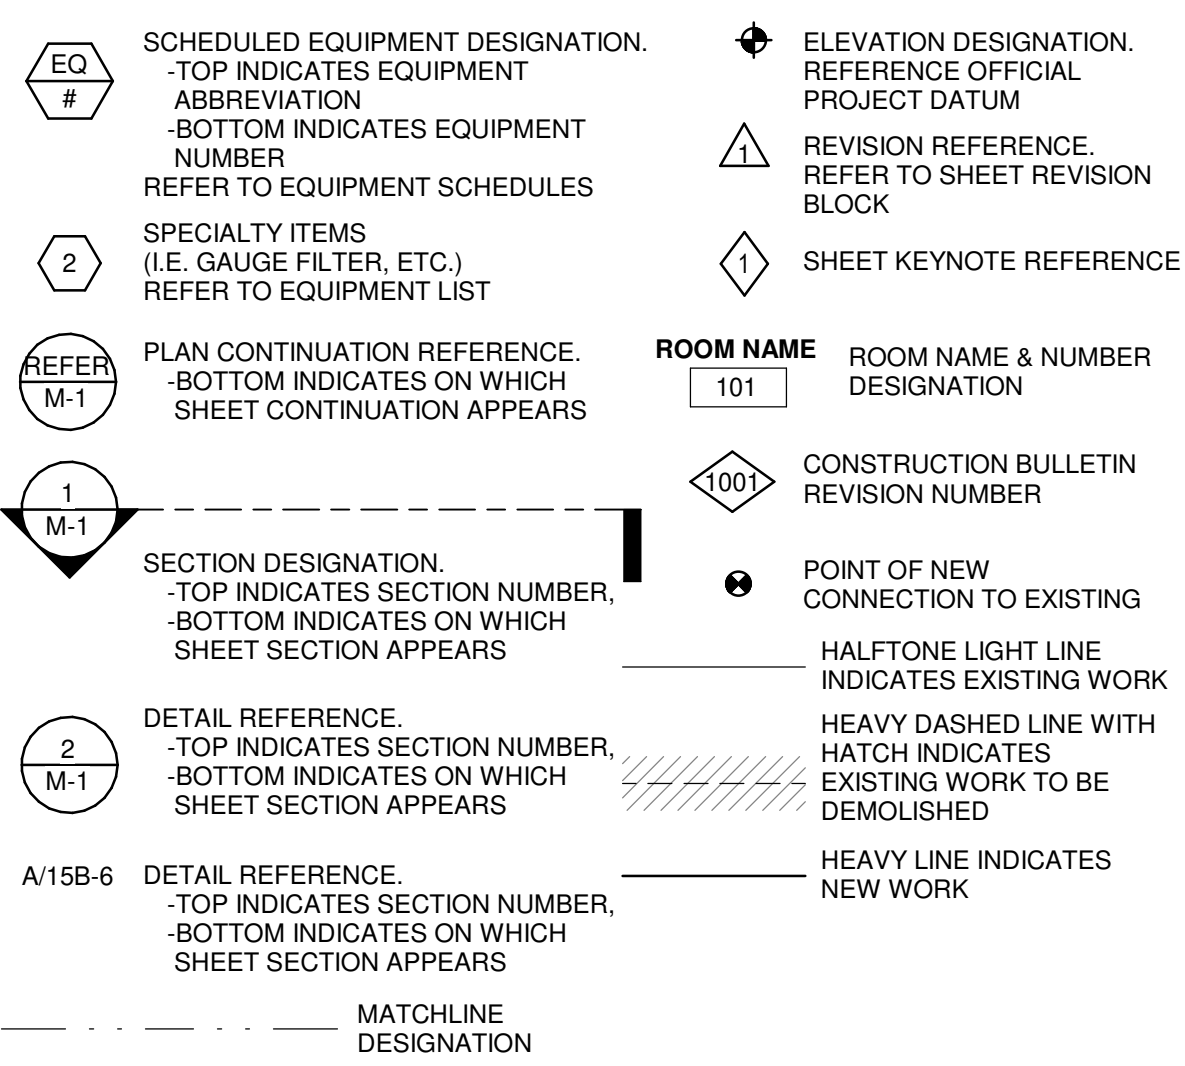 EQ
#
SCHEDULED EQUIPMENT DESIGNATION.
-TOP INDICATES EQUIPMENT
ABBREVIATION
-BOTTOM INDICATES EQUIPMENT
NUMBER
REFER TO EQUIPMENT SCHEDULES
2
SPECIALTY ITEMS
(I.E. GAUGE FILTER, ETC.)
REFER TO EQUIPMENT LIST
REFER
M-1
PLAN CONTINUATION REFERENCE.
-BOTTOM INDICATES ON WHICH
SHEET CONTINUATION APPEARS
1
M-1
SECTION DESIGNATION.
-TOP INDICATES SECTION NUMBER,
-BOTTOM INDICATES ON WHICH
SHEET SECTION APPEARS
2
M-1
DETAIL REFERENCE.
-TOP INDICATES SECTION NUMBER,
-BOTTOM INDICATES ON WHICH
SHEET SECTION APPEARS
A/15B-6
DETAIL REFERENCE.
-TOP INDICATES SECTION NUMBER,
-BOTTOM INDICATES ON WHICH
SHEET SECTION APPEARS
MATCHLINE
DESIGNATION
ELEVATION DESIGNATION.
REFERENCE OFFICIAL
PROJECT DATUM
1
REVISION REFERENCE.
REFER TO SHEET REVISION
BLOCK
1
SHEET KEYNOTE REFERENCE
ROOM NAME
101
ROOM NAME & NUMBER
DESIGNATION
1001
CONSTRUCTION BULLETIN
REVISION NUMBER
POINT OF NEW
CONNECTION TO EXISTING
HALFTONE LIGHT LINE
INDICATES EXISTING WORK
HEAVY DASHED LINE WITH
HATCH INDICATES
EXISTING WORK TO BE
DEMOLISHED
HEAVY LINE INDICATES
NEW WORK